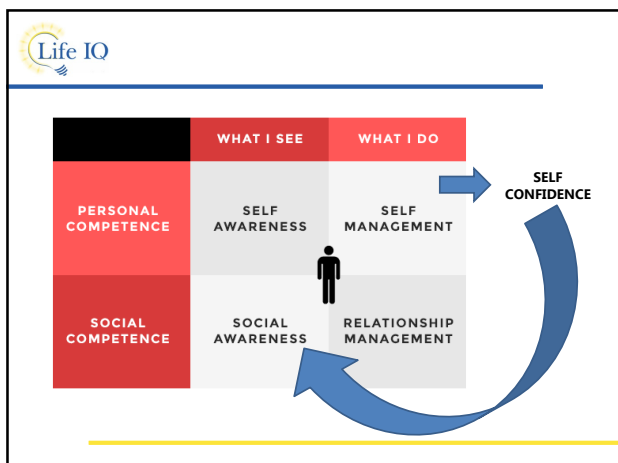 Life IQ
WHAT I SEE
WHAT I DO
SELF
CONFIDENCE
PERSONAL
COMPETENCE
SELF
AWARENESS
SELF
MANAGEMENT
SOCIAL
COMPETENCE
SOCIAL
AWARENESS
RELATIONSHIP
MANAGEMENT